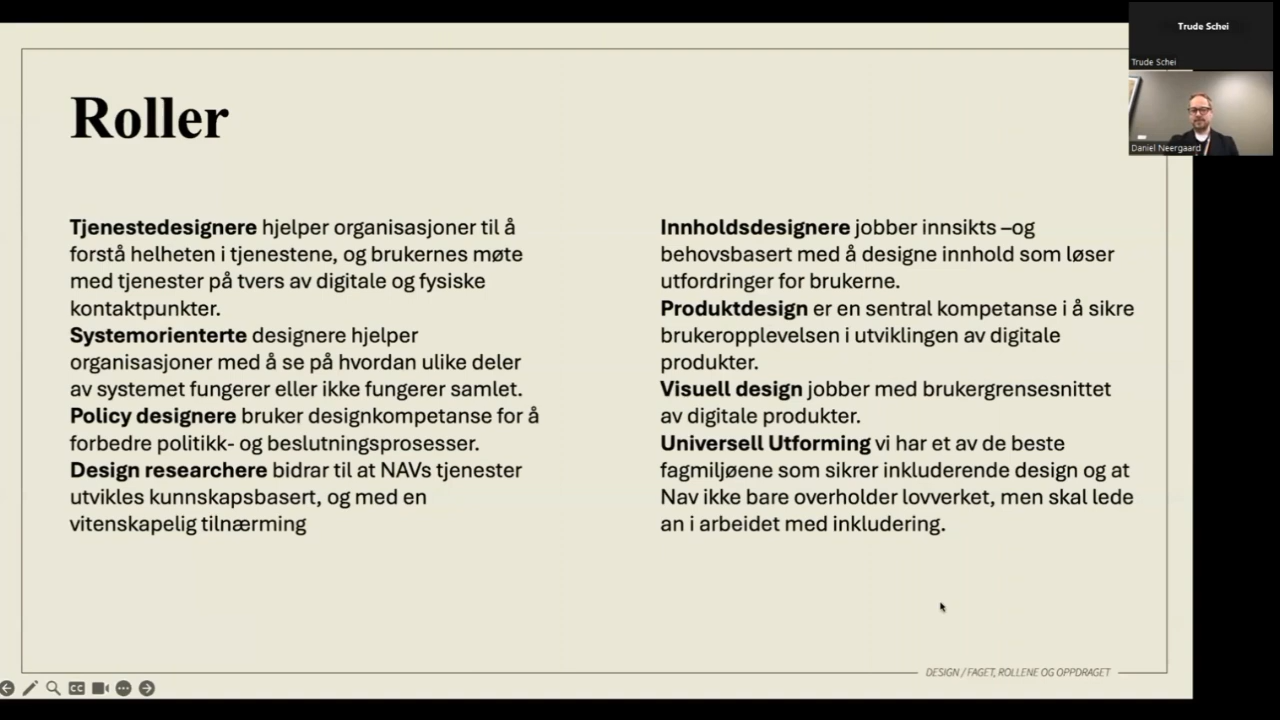 Trude Schei
Trude Schei
Daniel Neergaard
Roller
Tjenestedesignere hjelper organisasjoner til å
forstå helheten i tjenestene, og brukernes møte
med tjenester på tvers av digitale og fysiske
kontaktpunkter.
Systemorienterte designere hjelper
organisasjoner med å se på hvordan ulike deler
av systemet fungerer eller ikke fungerer samlet.
Policy designere bruker designkompetanse for å
forbedre politikk- og beslutningsprosesser.
Design researchere bidrar til at NAVs tjenester
utvikles kunnskapsbasert, og med en
vitenskapelig tilnærming
Innholdsdesignere jobber innsikts –og
behovsbasert med å designe innhold som løser
utfordringer for brukerne.
Produktdesign er en sentral kompetanse i å sikre
brukeropplevelsen i utviklingen av digitale
produkter.
Visuell design jobber med brukergrensesnittet
av digitale produkter.
Universell Utforming vi har et av de beste
fagmiljøene som sikrer inkluderende design og at
Nav ikke bare overholder lovverket, men skal lede
an i arbeidet med inkludering.
DESIGN / FAGET, ROLLENE OG OPPDRAGET
CC